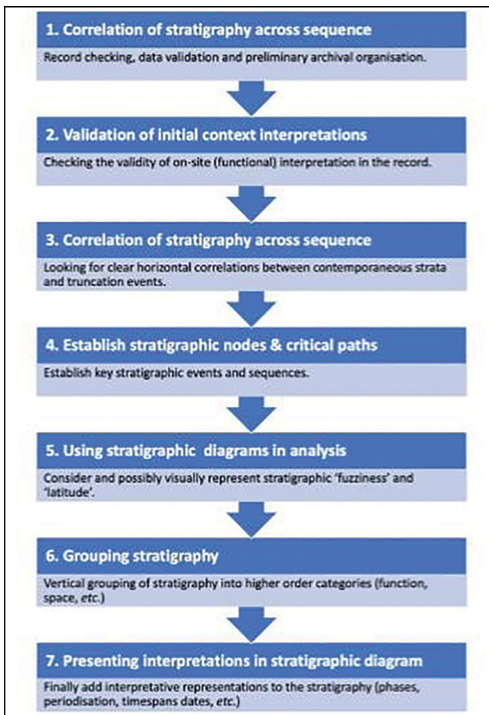 1. Correlation of stratigraphy across sequence
Record checking, data validation and preliminary archival organisation.
2. Validation of initial context interpretations
Checking the validity of on-site (functional) interpretation in the record.
3. Correlation of stratigraphy across sequence
Looking for clear horizontal correlations between contemporaneous strata
and truncation events.
4. Establish stratigraphic nodes & critical paths
Establish key stratigraphic events and sequences.
5. Using stratigraphic diagrams in analysis
Consider and possibly visually represent stratigraphic 'fuzziness' and
'latitude'.
6. Grouping stratigraphy
Vertical grouping of stratigraphy into higher order categories (function,
space, etc.)
7. Presenting interpretations in stratigraphic diagram
Finally add interpretative representations to the stratigraphy (phases,
periodisation, timespans dates, etc.)